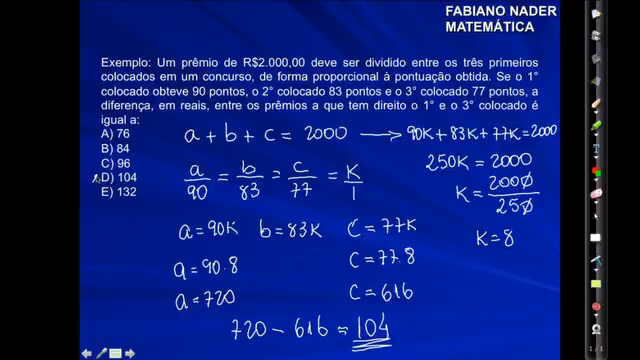 FABIANO NADER
MATEMÁTICA
Exemplo: Um prêmio de R$2.000,00 deve ser dividido entre os três primeiros
colocados em um concurso, de forma proporcional à pontuação obtida. Se o 1°
colocado obteve 90 pontos, o 2° colocado 83 pontos e o 3° colocado 77 pontos, a
diferença, em reais, entre os prêmios a que tem direito o 1° e o 3° colocado é
igual a:
A) 76
B) 84
C) 96
D) 104
E) 132
a + b + c = 2000 → 90K + 83K + 77K = 2000
250K = 2000
a/90 = b/83 = c/77 = K/1
K = 2000/250
K = 8
a = 90K b = 83K C = 77K
a = 90.8 C = 77.8
a = 720 C = 616
720 - 616 = 104
1 / 1